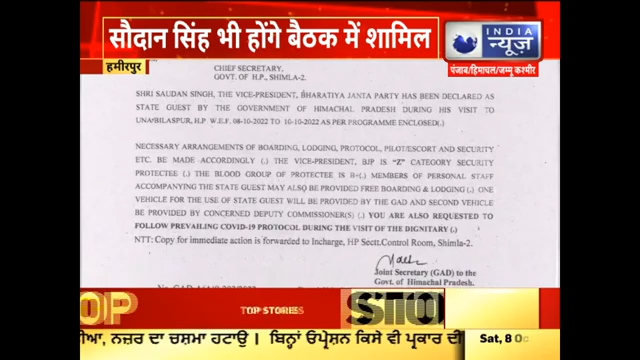 सौदान सिंह भी होंगे बैठक में शामिल
INDIA
न्यूज़
हमीरपुर
पंजाब/हिमाचल/जम्मू कश्मीर
CHIEF SECRETARY,
GOVT. OF H.P., SHIMLA-2.
SHRI SAUDAN SINGH, THE VICE-PRESIDENT, BHARATIYA JANTA PARTY HAS BEEN DECLARED AS
STATE GUEST BY THE GOVERNMENT OF HIMACHAL PRADESH DURING HIS VISIT TO
UNA/BILASPUR, H.P. W.E.F. 08-10-2022 TO 10-10-2022 AS PER PROGRAMME ENCLOSED(.)
NECESSARY ARRANGEMENTS OF BOARDING, LODGING, PROTOCOL, PILOT/ESCORT AND SECURITY
ETC. BE MADE ACCORDINGLY (.) THE VICE-PRESIDENT, BJP IS "Z" CATEGORY SECURITY
PROTECTEE (.) THE BLOOD GROUP OF PROTECTEE IS B+(.) MEMBERS OF PERSONAL STAFF
ACCOMPANYING THE STATE GUEST MAY ALSO BE PROVIDED FREE BOARDING & LODGING (.) ONE
VEHICLE FOR THE USE OF STATE GUEST WILL BE PROVIDED BY THE GAD AND SECOND VEHICLE
BE PROVIDED BY CONCERNED DEPUTY COMMISSIONER(S) (.) YOU ARE ALSO REQUESTED TO
FOLLOW PREVAILING COVID-19 PROTOCOL DURING THE VISIT OF THE DIGNITARY (.)
NTT: Copy for immediate action is forwarded to Incharge, HP Sectt.Control Room, Shimla-2.
Joint Secretary (GAD) to the
Govt. of Himachal Pradesh.
TOP STORIES
ਨਜ਼ਰ ਦਾ ਚਸ਼ਮਾ ਹਟਾਉ । ਬਿਨ੍ਹਾਂ ਓਪ੍ਰੇਸ਼ਨ ਕਿਸੇ ਵੀ ਪ੍ਰਕਾਰ ਦੀ
Sat, 8 Oc